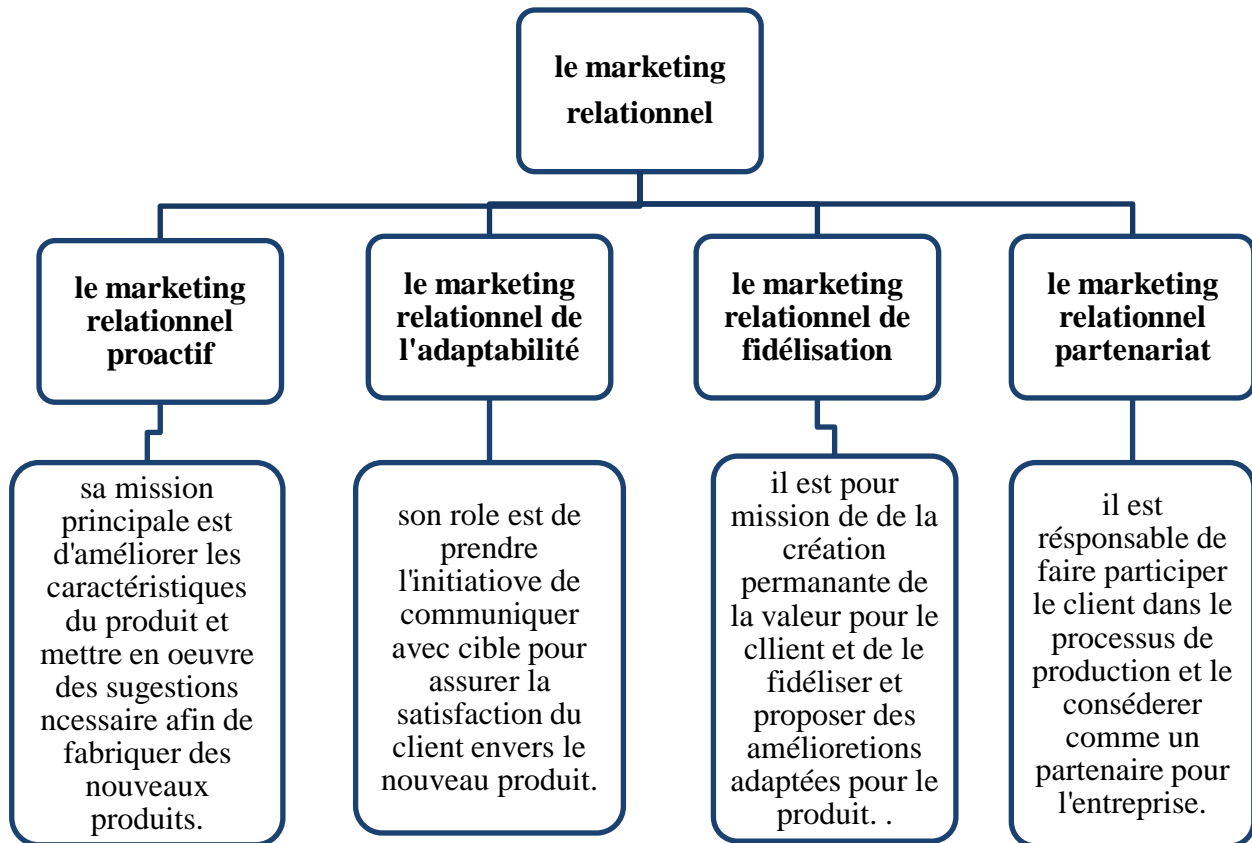 le marketing
relationnel
le marketing
relationnel
proactif
le marketing
relationnel de
l'adaptabilité
le marketing
relationnel de
fidélisation
le marketing
relationnel
partenariat
sa mission
principale est
d'améliorer les
caractéristiques
du produit et
mettre en oeuvre
des sugestions
ncessaire afin de
fabriquer des
nouveaux
produits.
son role est de
prendre
l'initiatiove de
communiquer
avec cible pour
assurer la
satisfaction du
client envers le
nouveau produit.
il est pour
mission de de la
création
permanante de
la valeur pour le
cllient et de le
fidéliser et
proposer des
amélioretions
adaptées pour le
produit. .
il est
résponsable de
faire participer
le client dans le
processus de
production et le
conséderer
comme un
partenaire pour
l'entreprise.